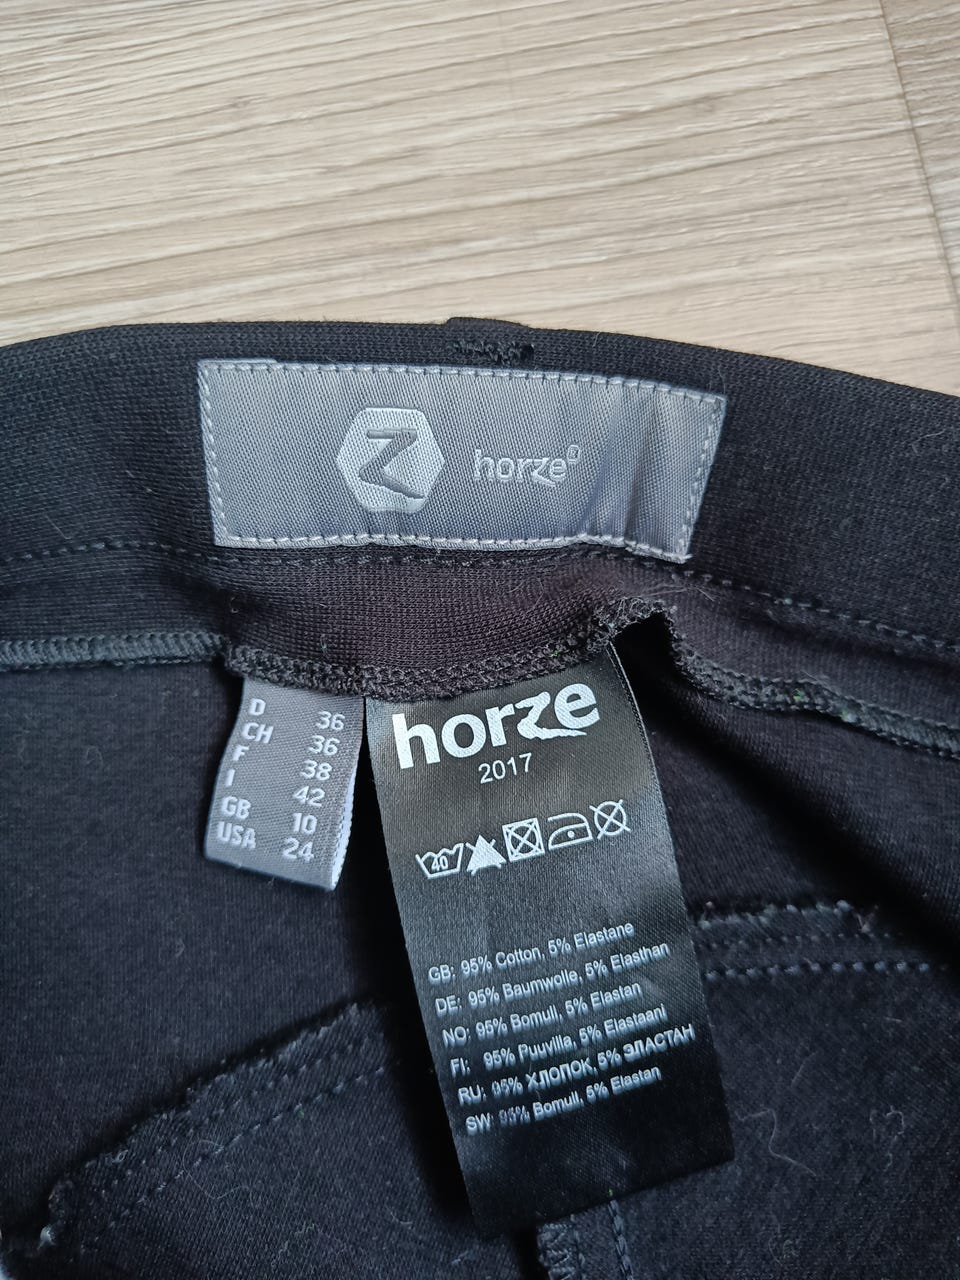 horze
D 36
CH 36
F 38
I 42
GB 10
USA 24
horze
2017
40
GB: 95% Cotton, 5% Elastane
DE: 95% Baumwolle, 5% Elasthan
NO: 95% Bomull, 5% Elastan
FI: 95% Puuvilla, 5% Elastaani
RU: 95% ХЛОПОК, 5% ЭЛАСТАН
SW: 95% Bomull, 5% Elastan